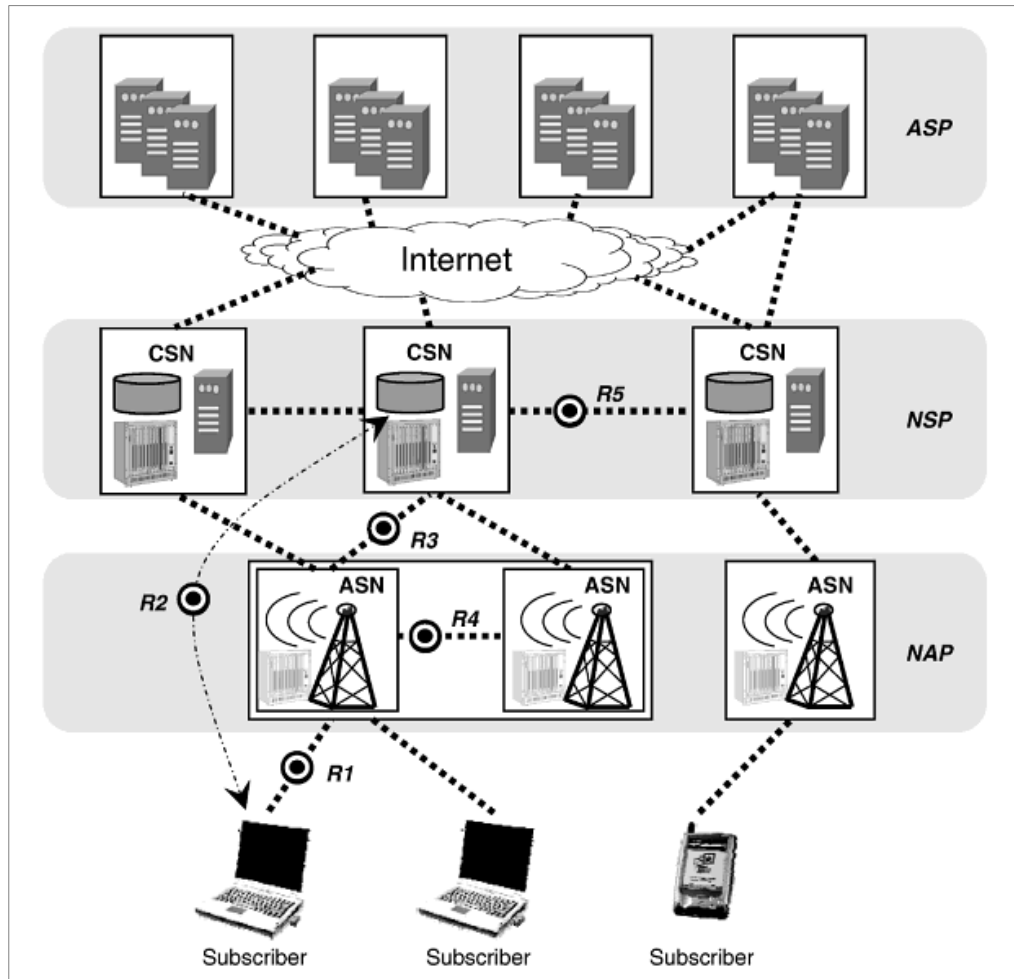 ASP
Internet
CSN
CSN
CSN
R5
NSP
R3
ASN
ASN
ASN
R2
R4
NAP
R1
Subscriber
Subscriber
Subscriber